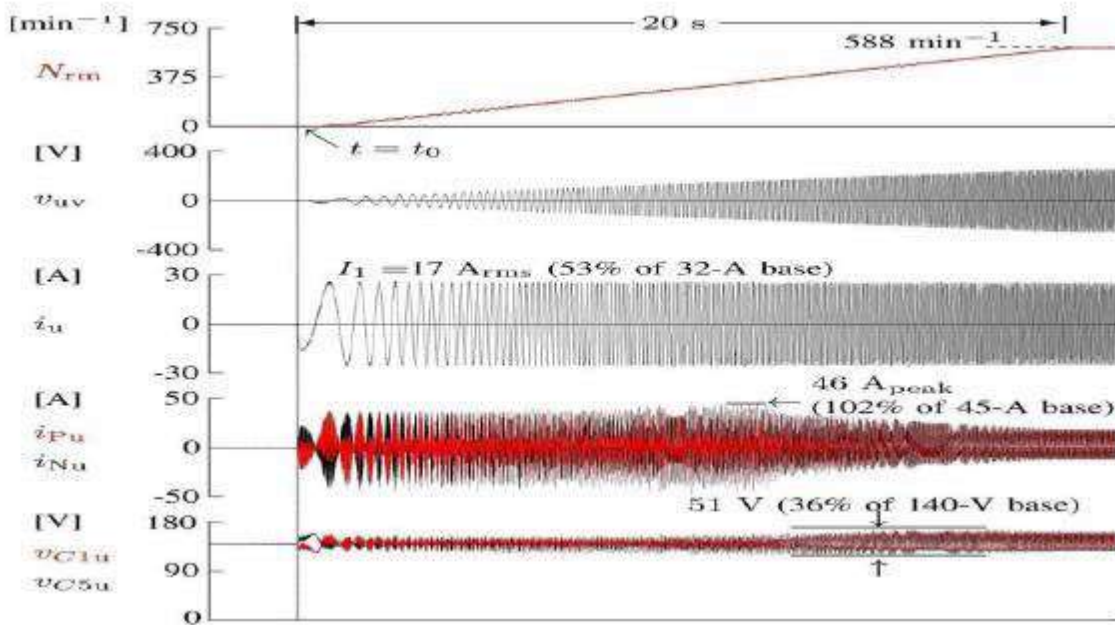 [min⁻¹] 750
20 s
588 min⁻¹
N_rm 375
0
t = t₀
[V] 400
v_uv 0
-400
[A] 30
I₁ =17 A_rms (53% of 32-A base)
i_u 0
-30
[A] 50
46 A_peak
(102% of 45-A base)
i_Pu 0
i_Nu
-50
51 V (36% of 140-V base)
[V] 180
v_C1u
90
v_C5u
0